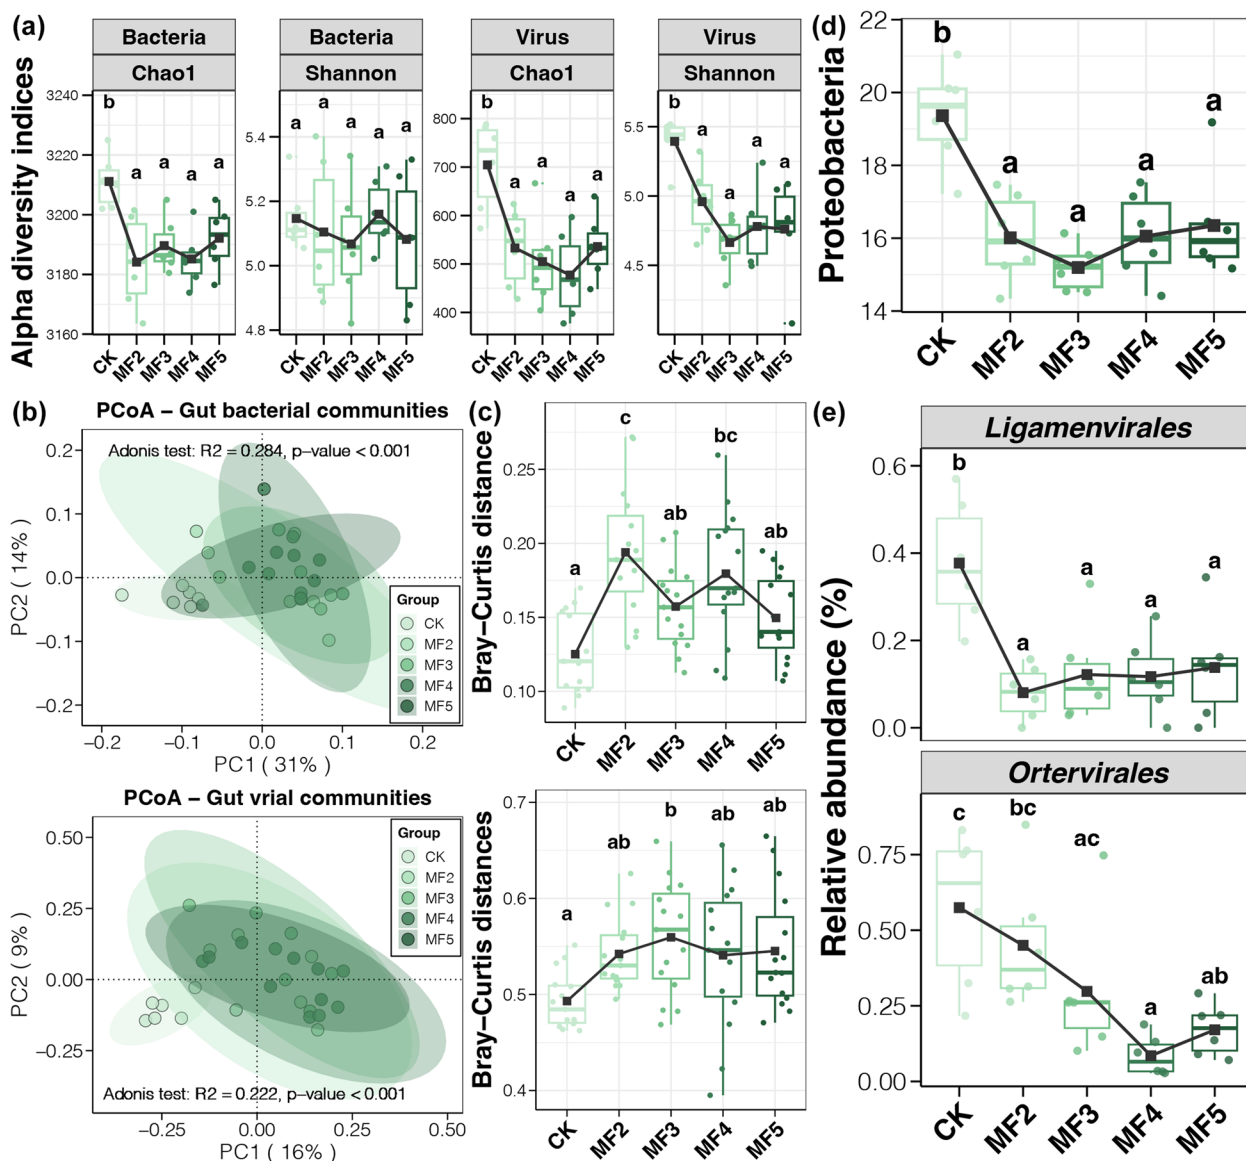 (a)
Alpha diversity indices
Bacteria
Chao1
3240
3220
3200
3180
3160
b
a
a
a
a
CK
MF2
MF3
MF4
MF5
Bacteria
Shannon
5.4
5.2
5.0
4.8
a
a
a
a
a
CK
MF2
MF3
MF4
MF5
Virus
Chao1
800
700
600
500
400
b
a
a
a
a
CK
MF2
MF3
MF4
MF5
Virus
Shannon
5.5
5.0
4.5
b
a
a
a
a
CK
MF2
MF3
MF4
MF5
(d)
Proteobacteria
22
20
18
16
14
b
a
a
a
a
CK
MF2
MF3
MF4
MF5
(b)
PCoA – Gut bacterial communities
Adonis test: R2 = 0.284, p–value < 0.001
PC2 ( 14% )
0.2
0.1
0.0
−0.1
−0.2
Group
CK
MF2
MF3
MF4
MF5
−0.2
−0.1
0.0
0.1
0.2
PC1 ( 31% )
PCoA – Gut vrial communities
PC2 ( 9% )
0.50
0.25
0.00
−0.25
Group
CK
MF2
MF3
MF4
MF5
Adonis test: R2 = 0.222, p–value < 0.001
−0.25
0.00
0.25
0.50
PC1 ( 16% )
(c)
Bray–Curtis distance
0.25
0.20
0.15
0.10
a
c
ab
bc
ab
CK
MF2
MF3
MF4
MF5
Bray–Curtis distances
0.7
0.6
0.5
0.4
a
ab
b
ab
ab
CK
MF2
MF3
MF4
MF5
(e)
Relative abundance (%)
Ligamenvirales
0.6
0.4
0.2
0.0
b
a
a
a
a
Ortervirales
0.75
0.50
0.25
0.00
c
bc
ac
a
ab
CK
MF2
MF3
MF4
MF5